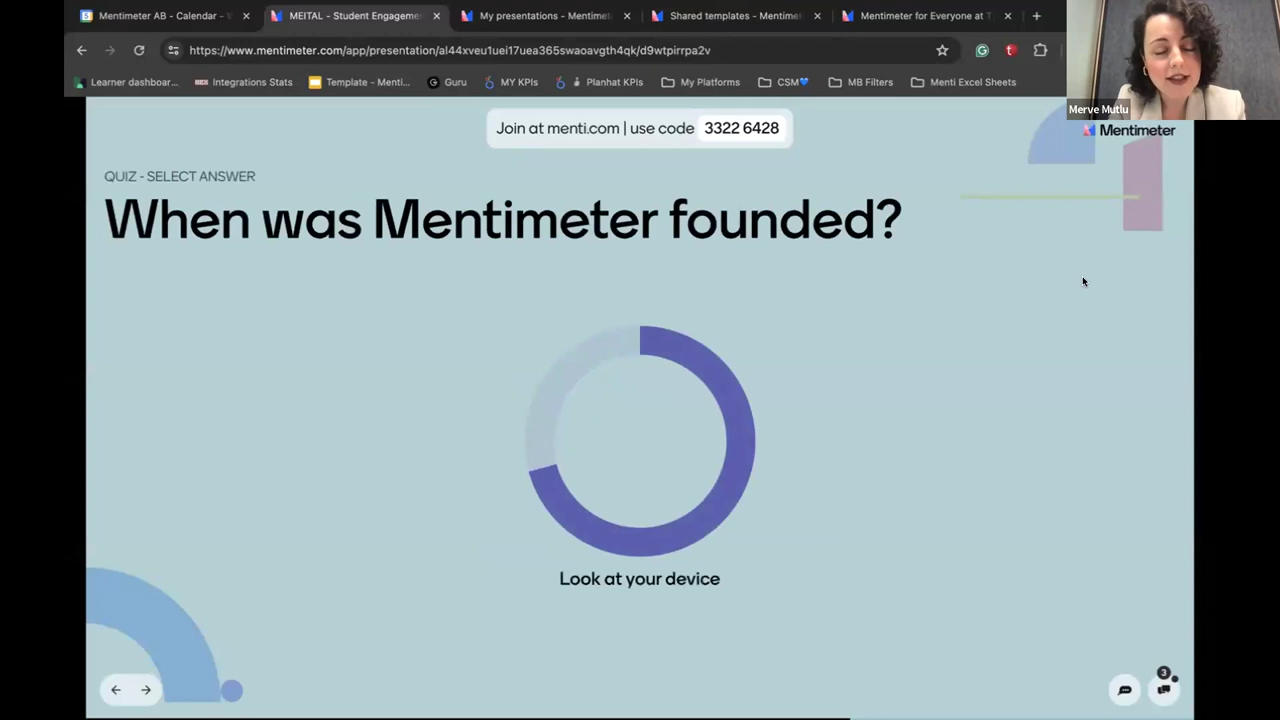 Mentimeter AB - Calendar -
MEITAL - Student Engageme
My presentations - Mentimet
Shared templates - Mentime
Mentimeter for Everyone at T
https://www.mentimeter.com/app/presentation/al44xveu1uei17uea365swaoavgth4qk/d9wtpirrpa2v
Learner dashboar...
Integrations Stats
Template - Menti...
Guru
MY KPIs
Planhat KPIs
My Platforms
CSM
MB Filters
Menti Excel Sheets
Merve Mutlu
Join at menti.com | use code 3322 6428
Mentimeter
QUIZ - SELECT ANSWER
When was Mentimeter founded?
Look at your device
3